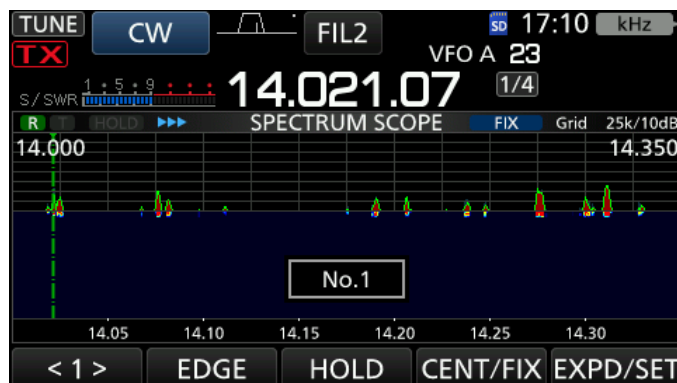 TUNE CW FIL2 SD 17:10 kHz
TX VFO A 23
S/SWR 1 5 9 14.021.07 1/4
R T HOLD SPECTRUM SCOPE FIX Grid 25k/10dB
14.000 14.350
No.1
14.05 14.10 14.15 14.20 14.25 14.30
< 1 > EDGE HOLD CENT/FIX EXPD/SET